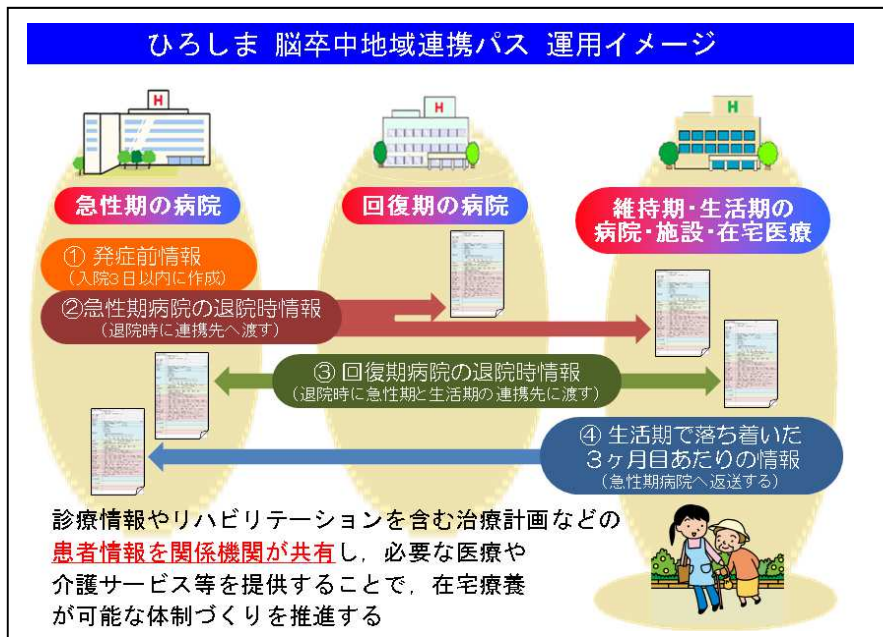 ひろしま 脳卒中地域連携パス 運用イメージ
H
H
H
急性期の病院
回復期の病院
維持期・生活期の
病院・施設・在宅医療
① 発症前情報
(入院3日以内に作成)
②急性期病院の退院時情報
(退院時に連携先へ渡す)
③ 回復期病院の退院時情報
(退院時に急性期と生活期の連携先に渡す)
④ 生活期で落ち着いた
3ヶ月目あたりの情報
(急性期病院へ返送する)
診療情報やリハビリテーションを含む治療計画などの
患者情報を関係機関が共有し，必要な医療や
介護サービス等を提供することで，在宅療養
が可能な体制づくりを推進する